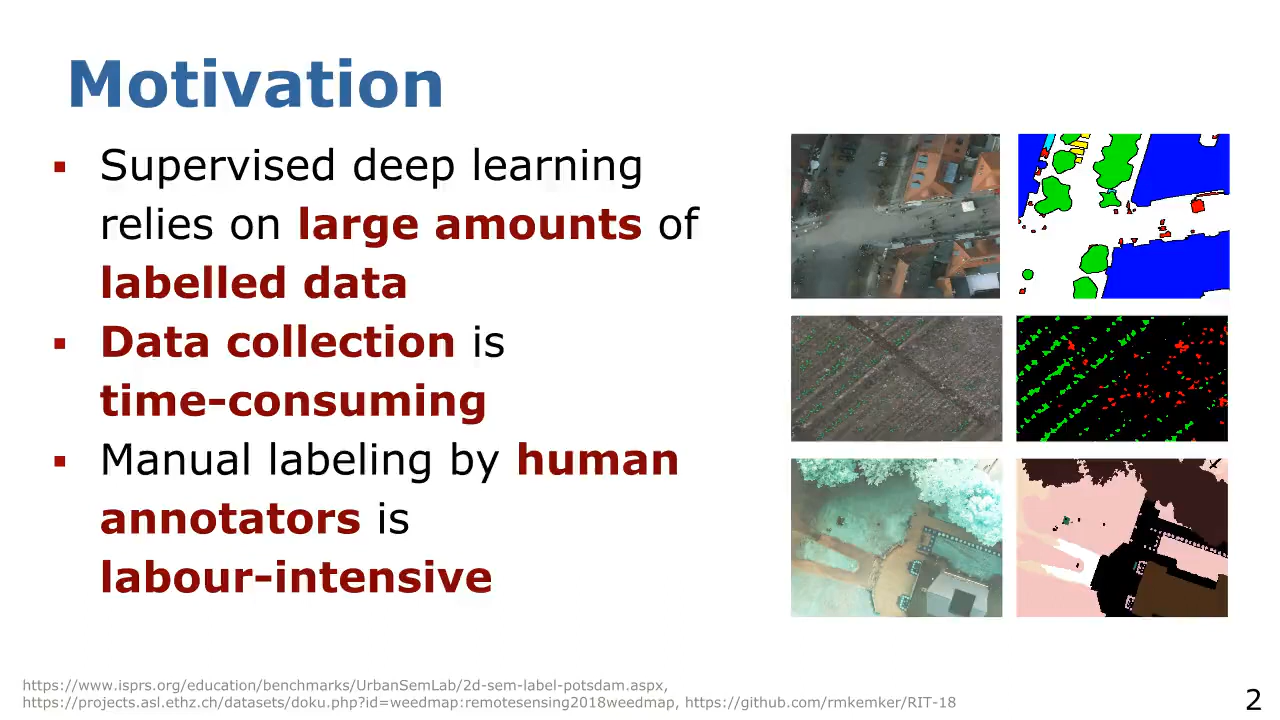 Motivation
▪ Supervised deep learning
relies on large amounts of
labelled data
▪ Data collection is
time-consuming
▪ Manual labeling by human
annotators is
labour-intensive
https://www.isprs.org/education/benchmarks/UrbanSemLab/2d-sem-label-potsdam.aspx,
https://projects.asl.ethz.ch/datasets/doku.php?id=weedmap:remotesensing2018weedmap, https://github.com/rmkemker/RIT-18
2